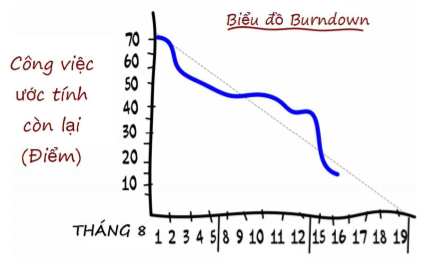 Biểu đồ Burndown
Công việc
ước tính
còn lại
(Điểm)
70
60
50
40
30
20
10
THÁNG 8
1 2 3 4 5 8 9 10 11 12 15 16 17 18 19